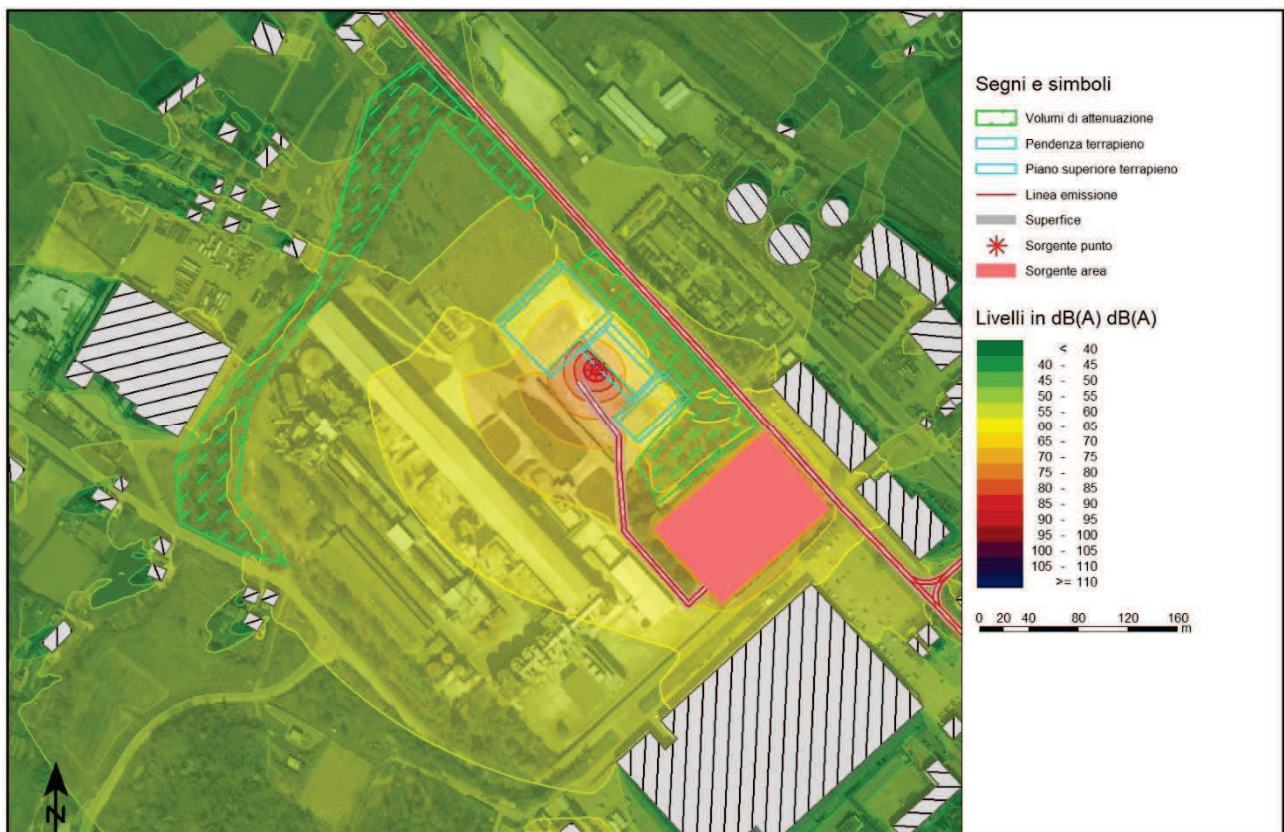 Segni e simboli
Volumi di attenuazione
Pendenza terrapieno
Piano superiore terrapieno
Linea emissione
Superfice
Sorgente punto
Sorgente area
Livelli in dB(A) dB(A)
< 40
40 - 45
45 - 50
50 - 55
55 - 60
60 - 65
65 - 70
70 - 75
75 - 80
80 - 85
85 - 90
90 - 95
95 - 100
100 - 105
105 - 110
>= 110
0 20 40 80 120 160
m
N